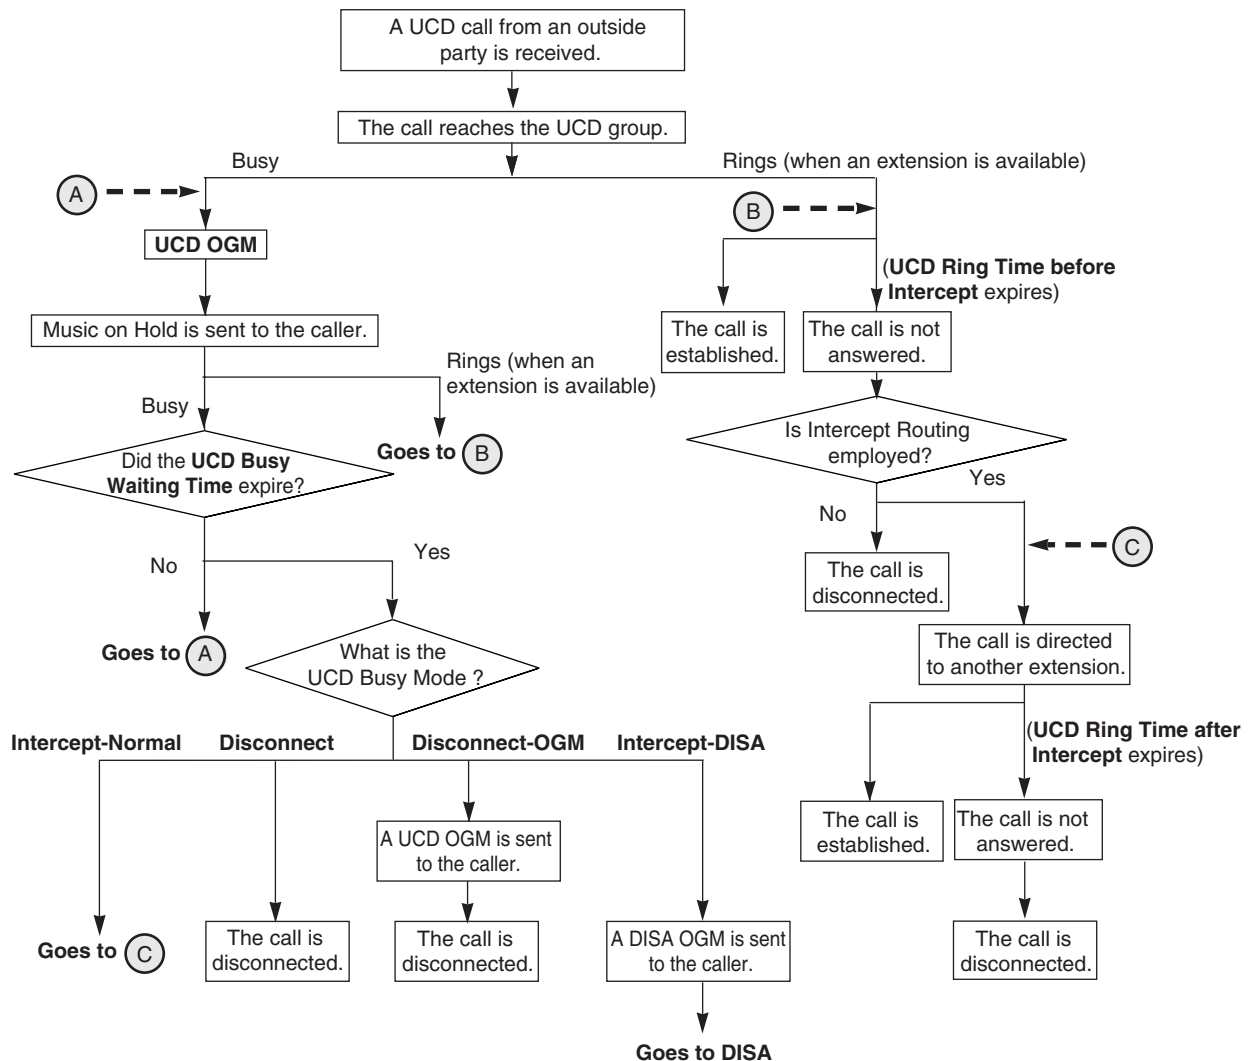 A UCD call from an outside
party is received.
The call reaches the UCD group.
Busy
Rings (when an extension is available)
A
B
UCD OGM
(UCD Ring Time before
Intercept expires)
Music on Hold is sent to the caller.
The call is
established.
The call is not
answered.
Rings (when an
extension is available)
Busy
Goes to B
Is Intercept Routing
employed?
Did the UCD Busy
Waiting Time expire?
Yes
No
C
No
Yes
The call is
disconnected.
Goes to A
What is the
UCD Busy Mode ?
The call is directed
to another extension.
(UCD Ring Time after
Intercept expires)
Intercept-Normal
Disconnect
Disconnect-OGM
Intercept-DISA
The call is
established.
The call is not
answered.
A UCD OGM is sent
to the caller.
Goes to C
The call is
disconnected.
The call is
disconnected.
A DISA OGM is sent
to the caller.
The call is
disconnected.
Goes to DISA